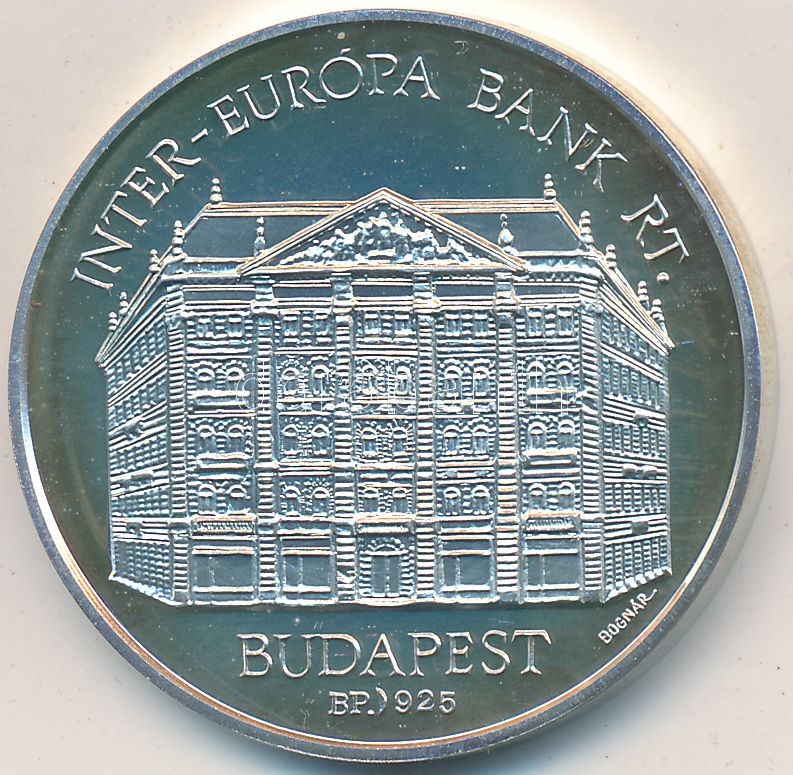 INTER-EURÓPA BANK RT.
BOGNÁR
BUDAPEST
BP.) 925